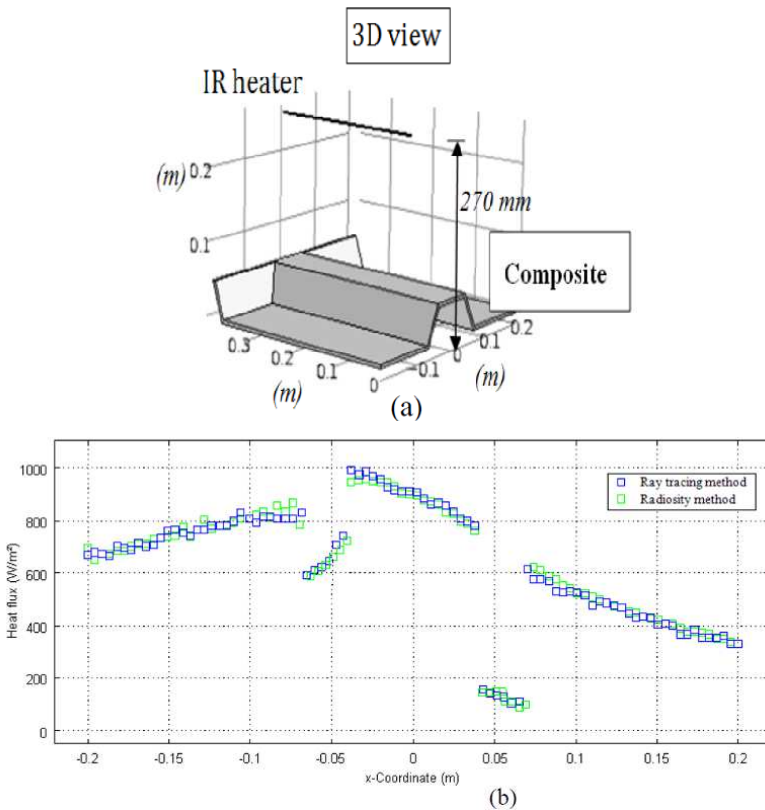 3D view
IR heater
(m)
0.2
270 mm
0.1
Composite
0.3
0.2
0.1
0
-0.1
0
0.1
0.2
(m)
(m)
(a)
1000
800
600
400
200
0
Heat flux (W/m²)
Ray tracing method
Radiosity method
-0.2
-0.15
-0.1
-0.05
0
0.05
0.1
0.15
0.2
x-Coordinate (m)
(b)